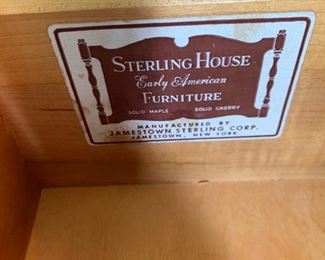 STERLING HOUSE
Early American
FURNITURE
SOLID MAPLE SOLID CHERRY
MANUFACTURED BY
JAMESTOWN STERLING CORP.
JAMESTOWN, NEW YORK